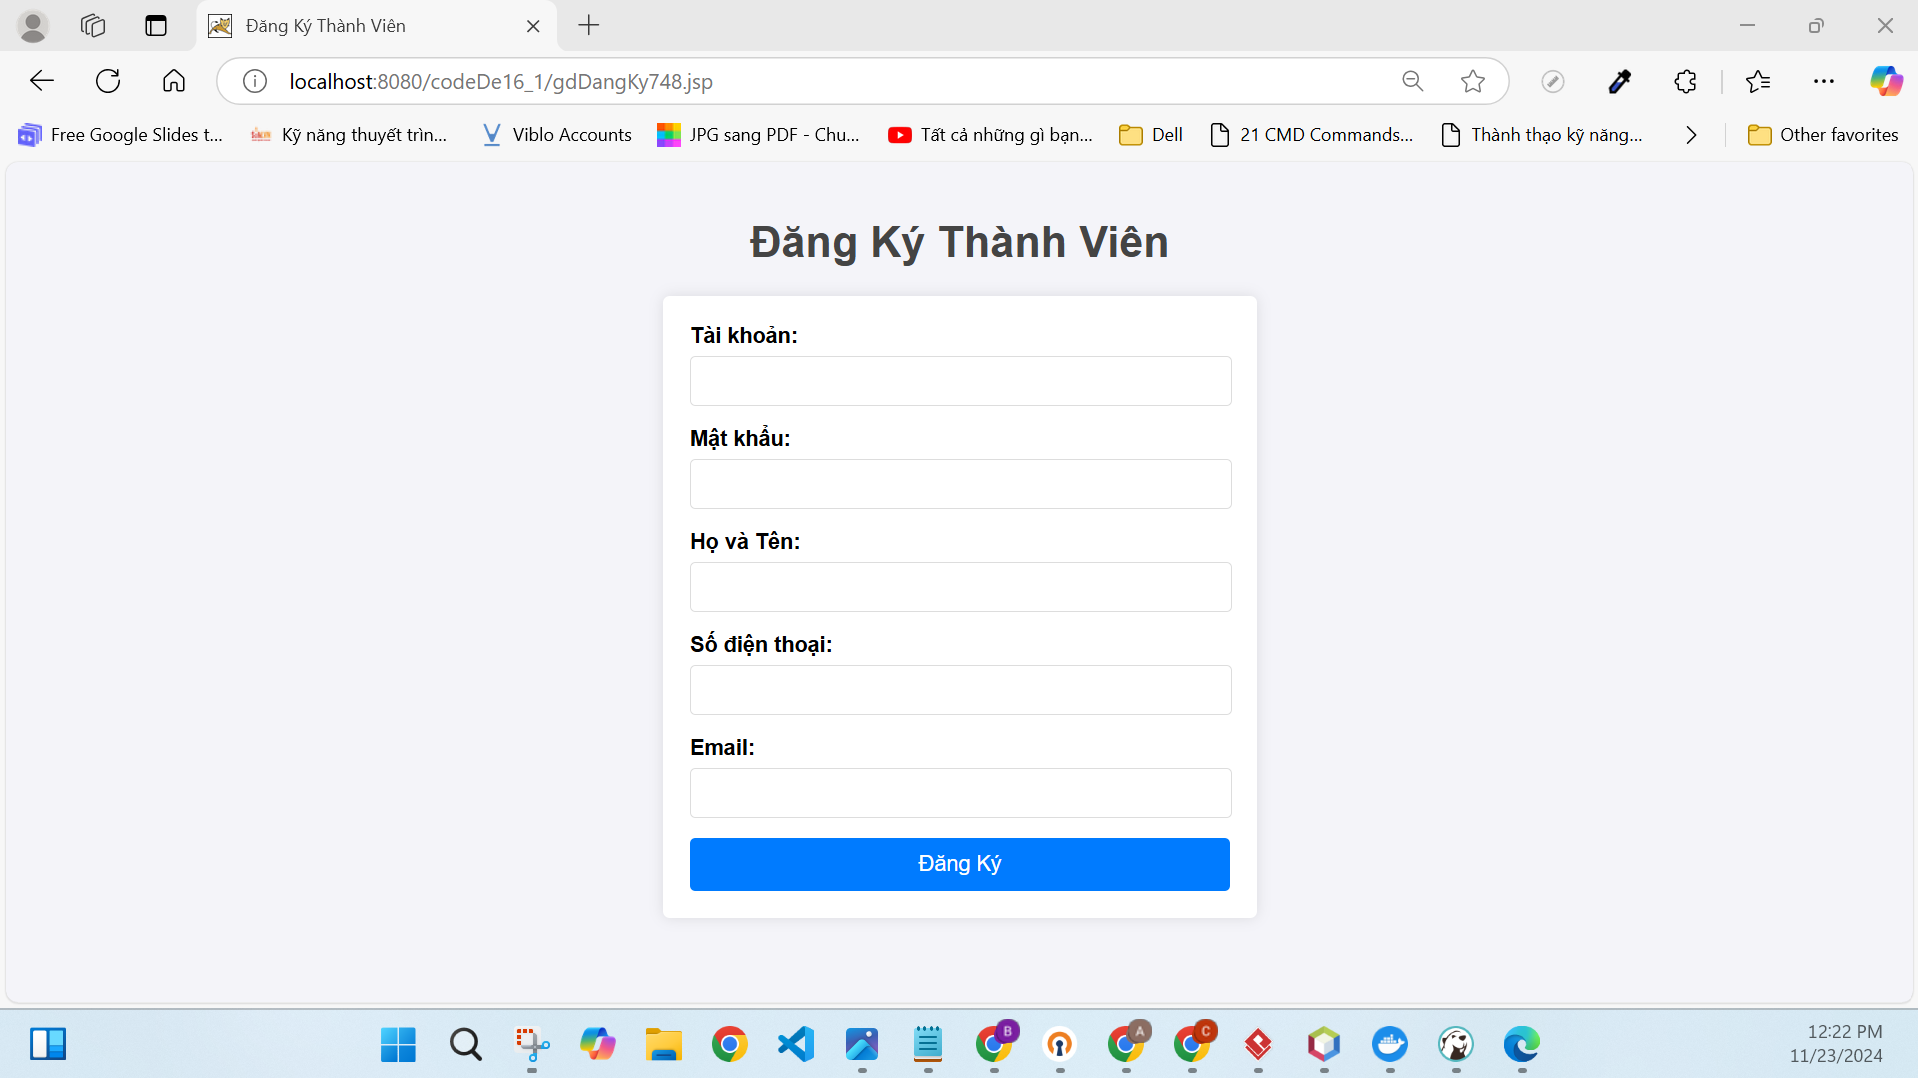 Đăng Ký Thành Viên
localhost:8080/codeDe16_1/gdDangKy748.jsp
Free Google Slides t...
Kỹ năng thuyết trìn...
Viblo Accounts
JPG sang PDF - Chu...
Tất cả những gì bạn...
Dell
21 CMD Commands...
Thành thạo kỹ năng...
Other favorites
Đăng Ký Thành Viên
Tài khoản:
Mật khẩu:
Họ và Tên:
Số điện thoại:
Email:
Đăng Ký
B
A
C
12:22 PM
11/23/2024